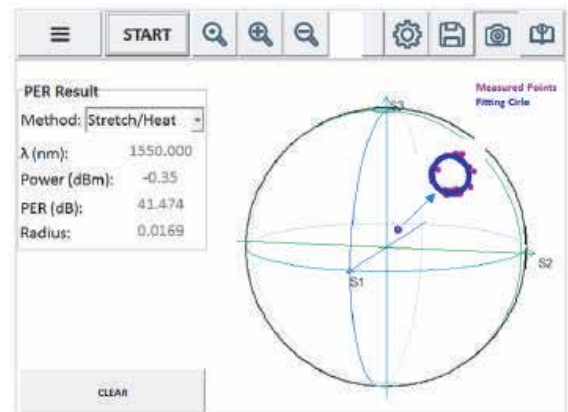 START
PER Result
Method: Stretch/Heat
λ (nm): 1550.000
Power (dBm): -0.35
PER (dB): 41.474
Radius: 0.0169
CLEAR
Measured Points
Fitting Cirle
S3
S2
S1